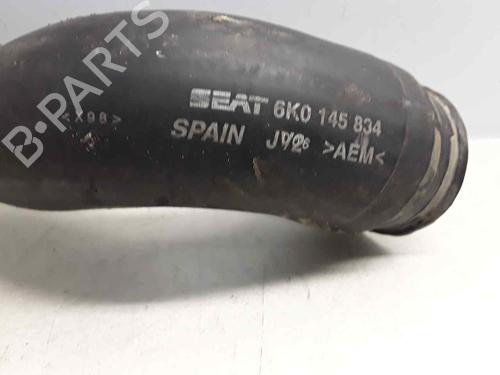 <X98>
SEAT 6K0 145 834
SPAIN >AEM<
B-PARTS